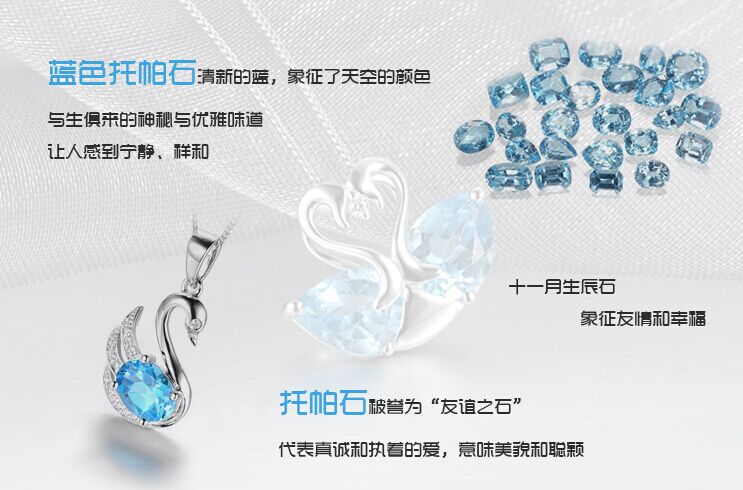 蓝色托帕石清新的蓝，象征了天空的颜色
与生俱来的神秘与优雅味道
让人感到宁静、祥和
十一月生辰石
象征友情和幸福
托帕石被誉为“友谊之石”
代表真诚和执着的爱，意味美貌和聪颖